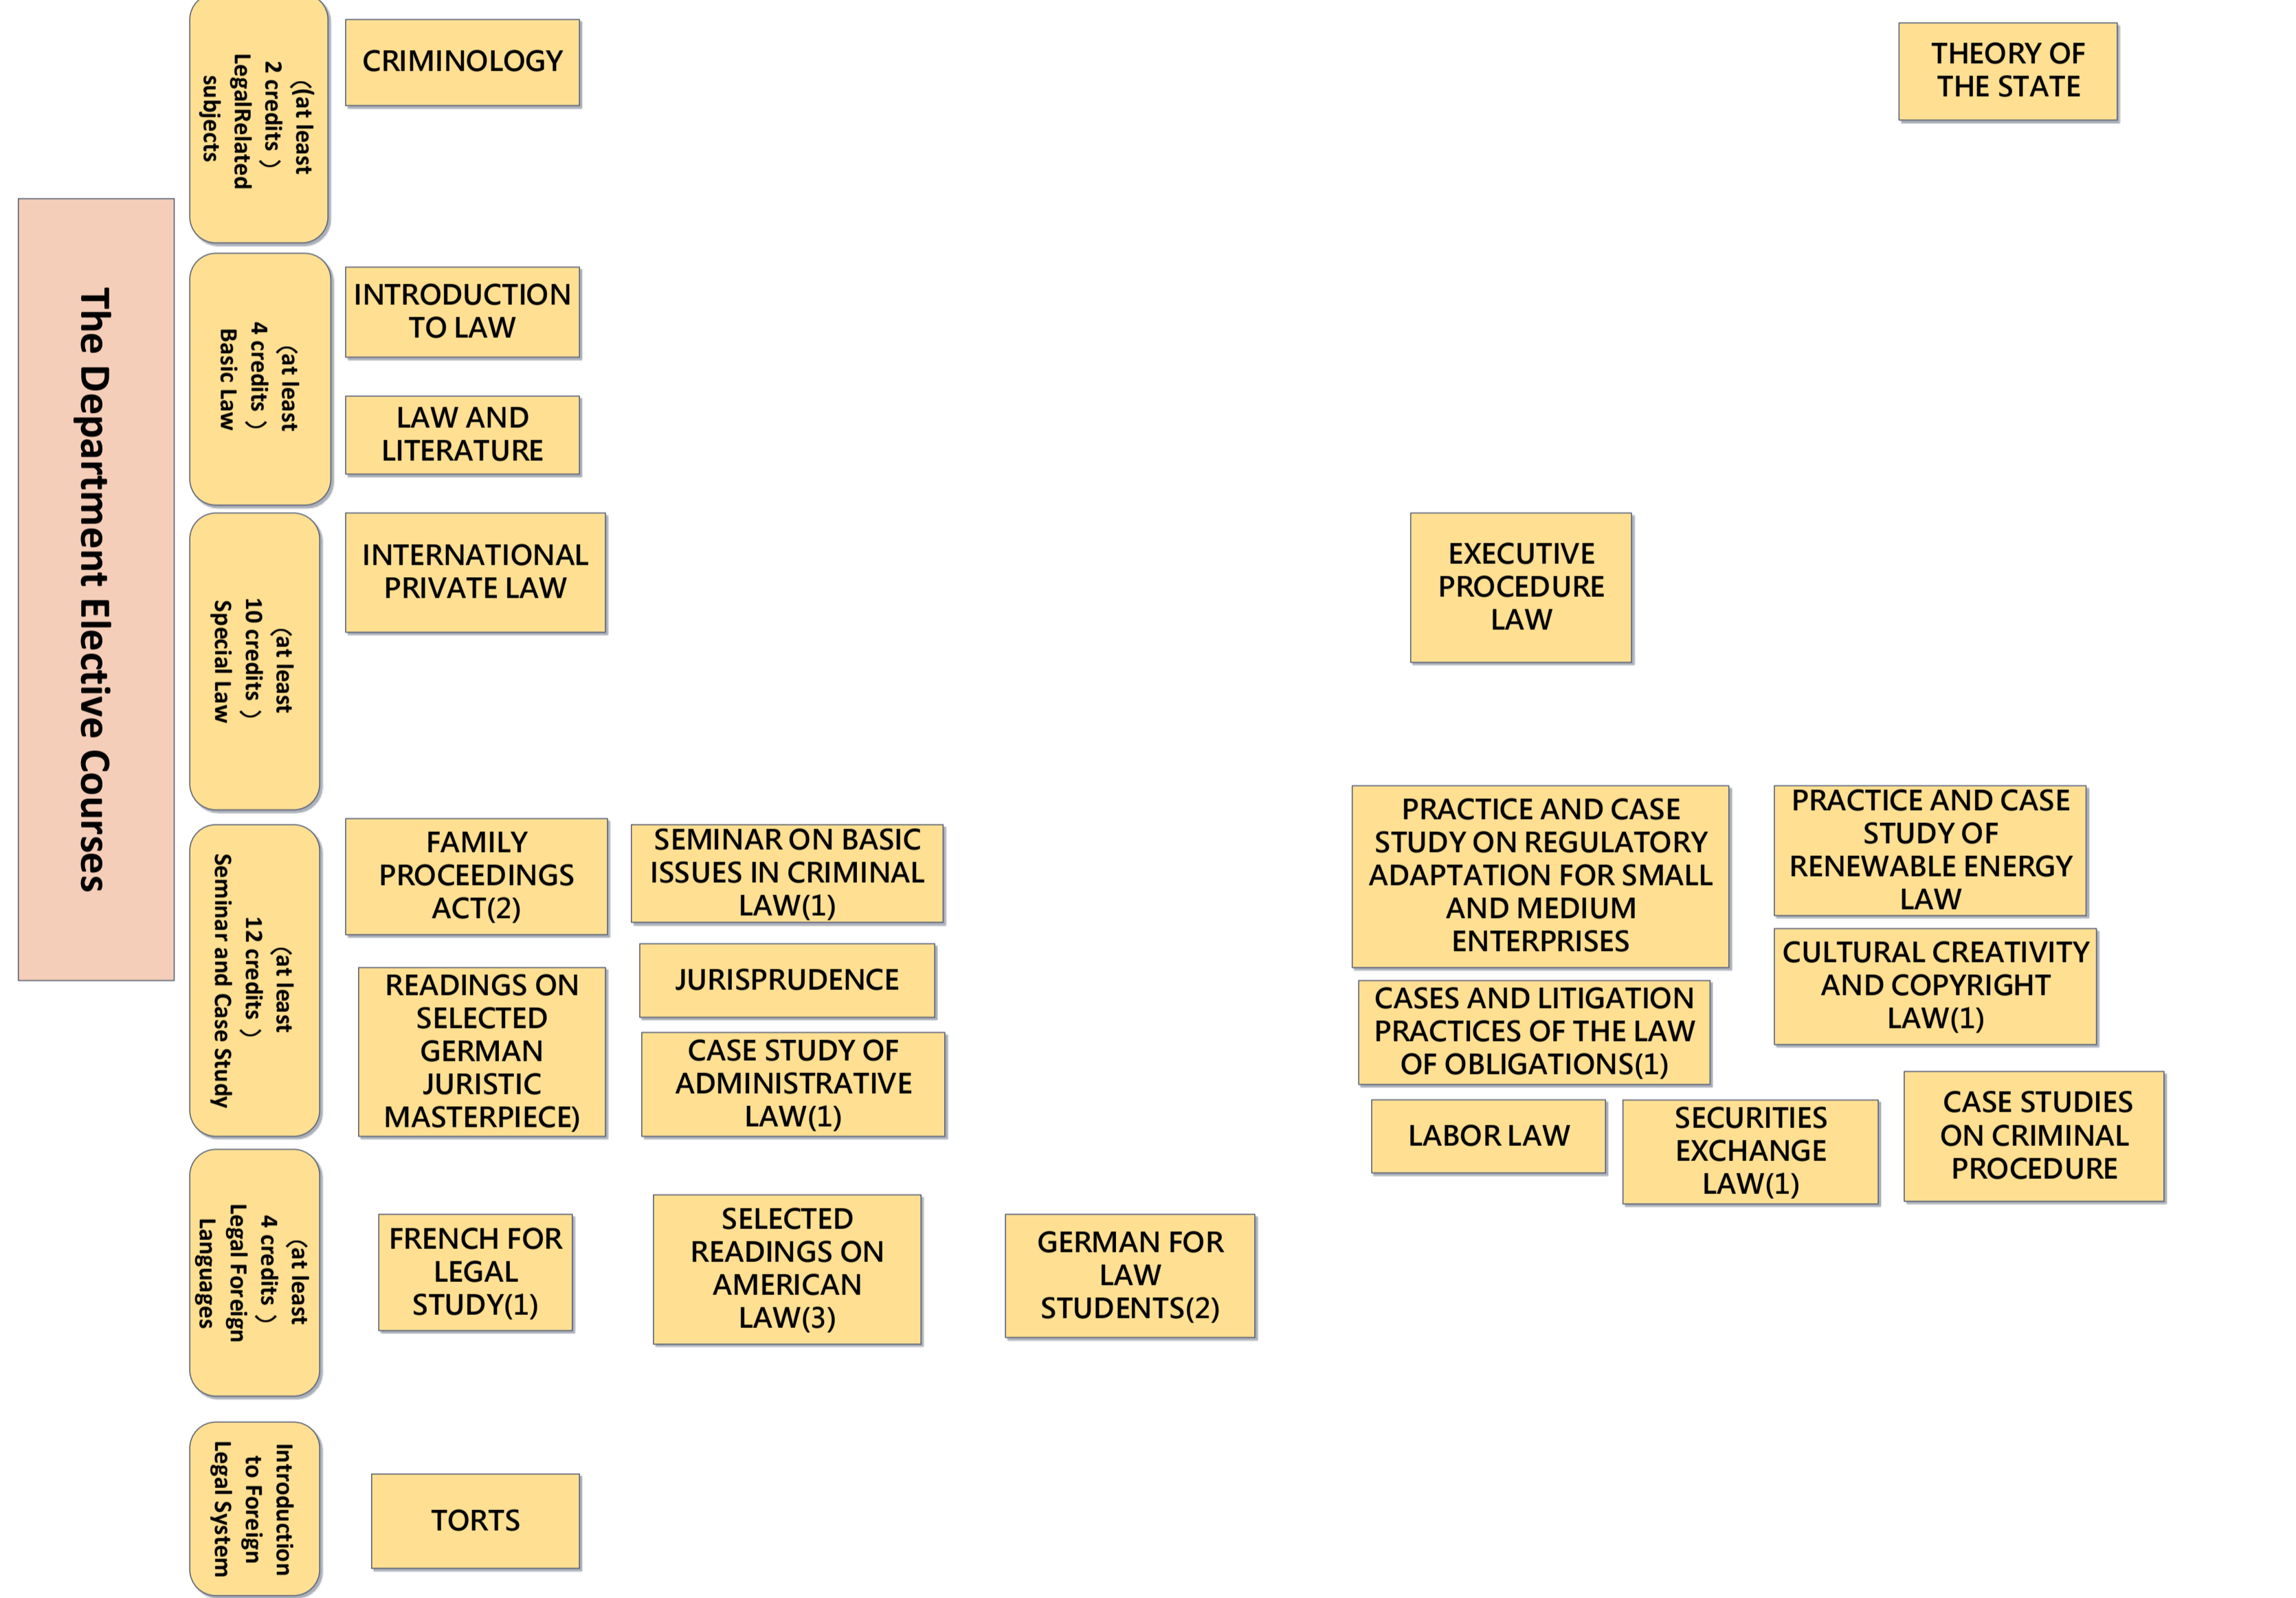 The Department Elective Courses
((at least
2 credits )
LegalRelated
subjects
CRIMINOLOGY
THEORY OF
THE STATE
(at least
4 credits )
Basic Law
INTRODUCTION
TO LAW
LAW AND
LITERATURE
(at least
10 credits )
Special Law
INTERNATIONAL
PRIVATE LAW
EXECUTIVE
PROCEDURE
LAW
(at least
12 credits )
Seminar and Case Study
FAMILY
PROCEEDINGS
ACT(2)
SEMINAR ON BASIC
ISSUES IN CRIMINAL
LAW(1)
PRACTICE AND CASE
STUDY ON REGULATORY
ADAPTATION FOR SMALL
AND MEDIUM
ENTERPRISES
PRACTICE AND CASE
STUDY OF
RENEWABLE ENERGY
LAW
READINGS ON
SELECTED
GERMAN
JURISTIC
MASTERPIECE)
JURISPRUDENCE
CASE STUDY OF
ADMINISTRATIVE
LAW(1)
CASES AND LITIGATION
PRACTICES OF THE LAW
OF OBLIGATIONS(1)
CULTURAL CREATIVITY
AND COPYRIGHT
LAW(1)
LABOR LAW
SECURITIES
EXCHANGE
LAW(1)
CASE STUDIES
ON CRIMINAL
PROCEDURE
(at least
4 credits )
Legal Foreign
Languages
FRENCH FOR
LEGAL
STUDY(1)
SELECTED
READINGS ON
AMERICAN
LAW(3)
GERMAN FOR
LAW
STUDENTS(2)
Introduction
to Foreign
Legal System
TORTS